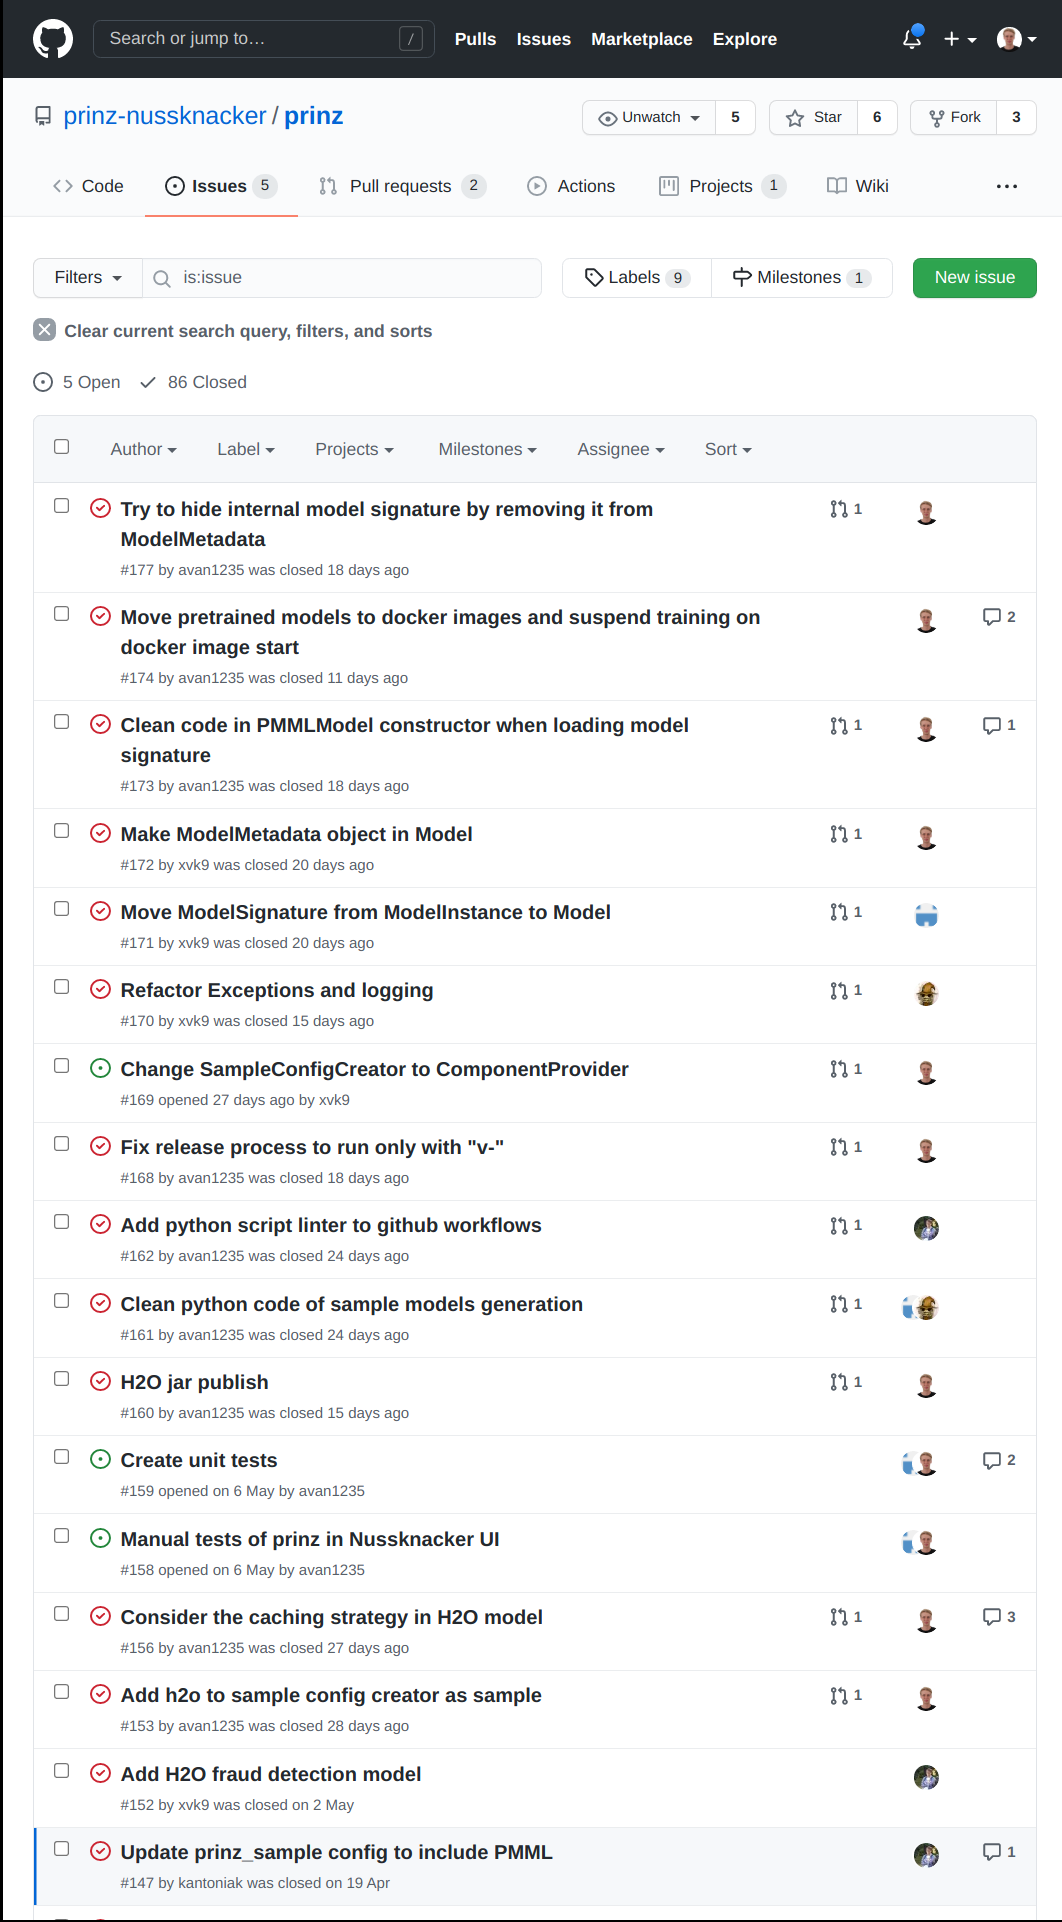 Search or jump to… /
Pulls Issues Marketplace Explore
prinz-nussknacker / prinz
Unwatch 5 Star 6 Fork 3
Code Issues 5 Pull requests 2 Actions Projects 1 Wiki
Filters is:issue Labels 9 Milestones 1 New issue
Clear current search query, filters, and sorts
5 Open 86 Closed
Author Label Projects Milestones Assignee Sort
Try to hide internal model signature by removing it from 1
ModelMetadata
#177 by avan1235 was closed 18 days ago
Move pretrained models to docker images and suspend training on 2
docker image start
#174 by avan1235 was closed 11 days ago
Clean code in PMMLModel constructor when loading model 1 1
signature
#173 by avan1235 was closed 18 days ago
Make ModelMetadata object in Model 1
#172 by xvk9 was closed 20 days ago
Move ModelSignature from ModelInstance to Model 1
#171 by xvk9 was closed 20 days ago
Refactor Exceptions and logging 1
#170 by xvk9 was closed 15 days ago
Change SampleConfigCreator to ComponentProvider 1
#169 opened 27 days ago by xvk9
Fix release process to run only with "v-" 1
#168 by avan1235 was closed 18 days ago
Add python script linter to github workflows 1
#162 by avan1235 was closed 24 days ago
Clean python code of sample models generation 1
#161 by avan1235 was closed 24 days ago
H2O jar publish 1
#160 by avan1235 was closed 15 days ago
Create unit tests 2
#159 opened on 6 May by avan1235
Manual tests of prinz in Nussknacker UI
#158 opened on 6 May by avan1235
Consider the caching strategy in H2O model 1 3
#156 by avan1235 was closed 27 days ago
Add h2o to sample config creator as sample 1
#153 by avan1235 was closed 28 days ago
Add H2O fraud detection model
#152 by xvk9 was closed on 2 May
Update prinz_sample config to include PMML 1
#147 by kantoniak was closed on 19 Apr